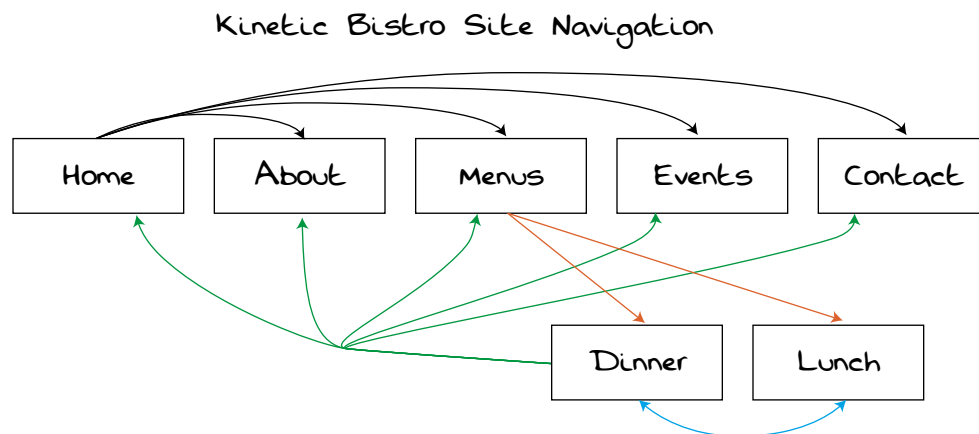 Kinetic Bistro Site Navigation
Home
About
Menus
Events
Contact
Dinner
Lunch